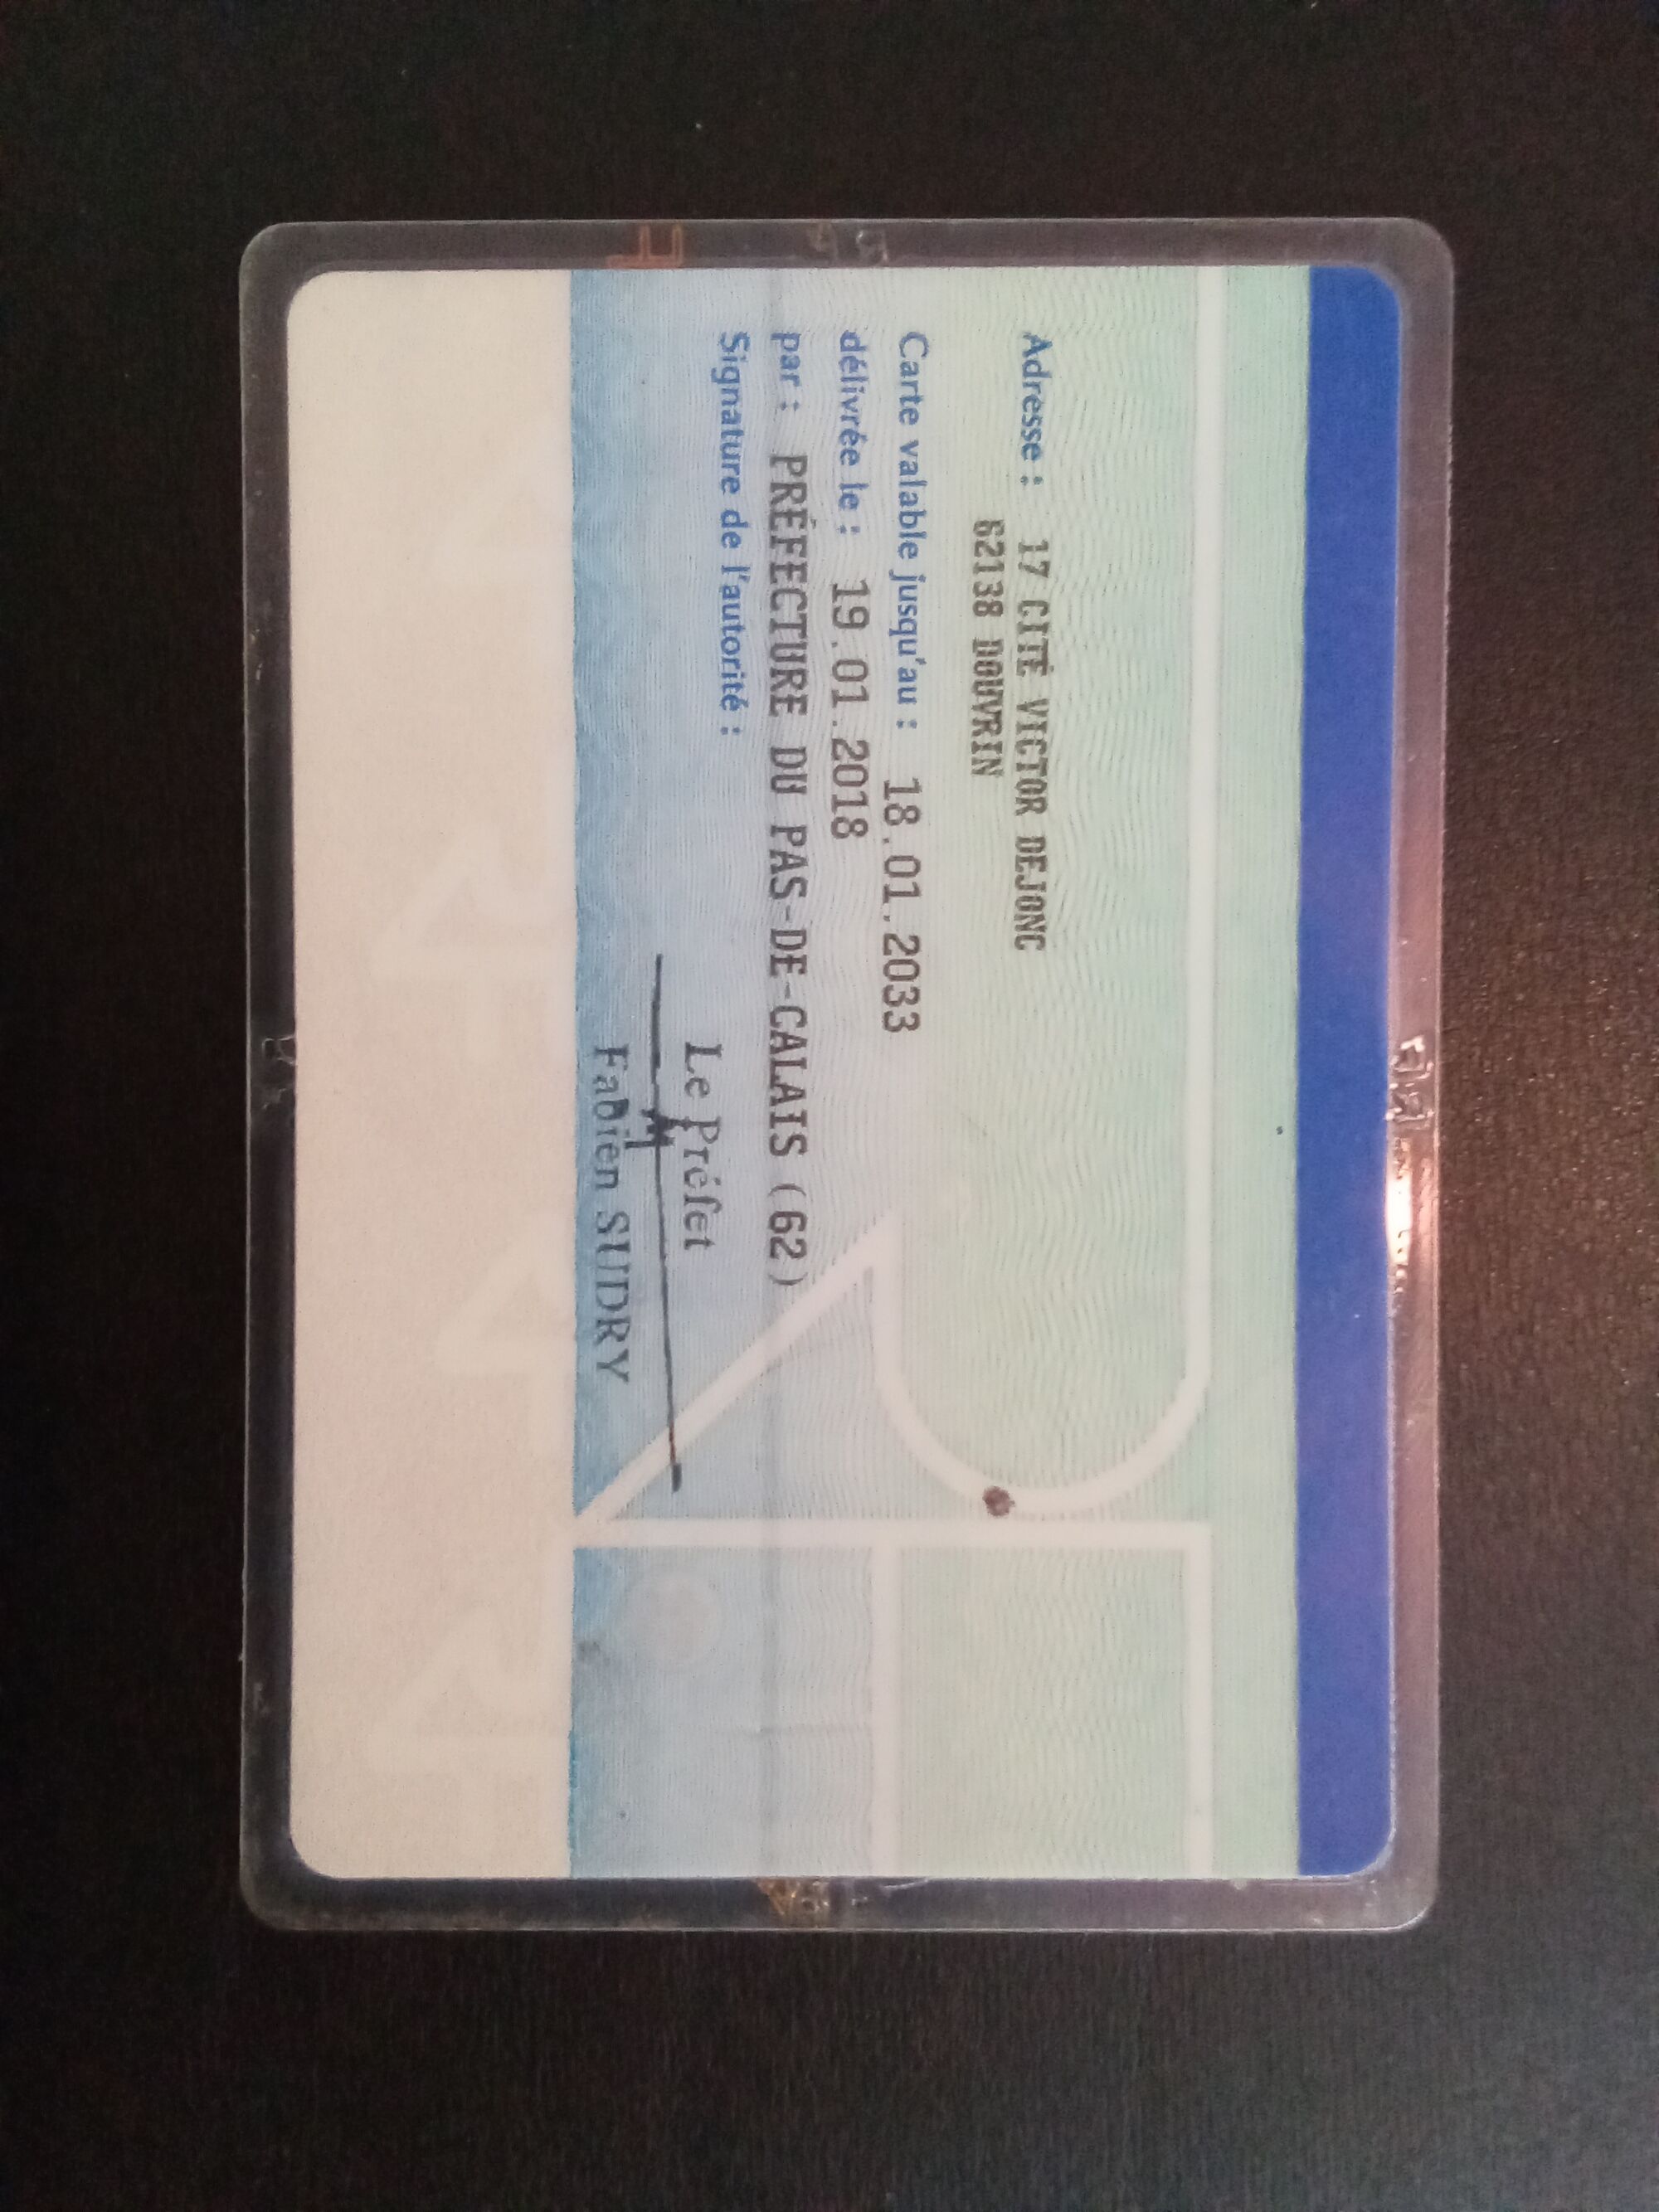 Adresse : 17 CITÉ VICTOR DEJONC
62138 DOUVRIN
Carte valable jusqu'au : 18.01.2033
délivrée le : 19.01.2018
par : PRÉFECTURE DU PAS-DE-CALAIS (62)
Signature de l'autorité :
Le Préfet
Fabien SUDRY